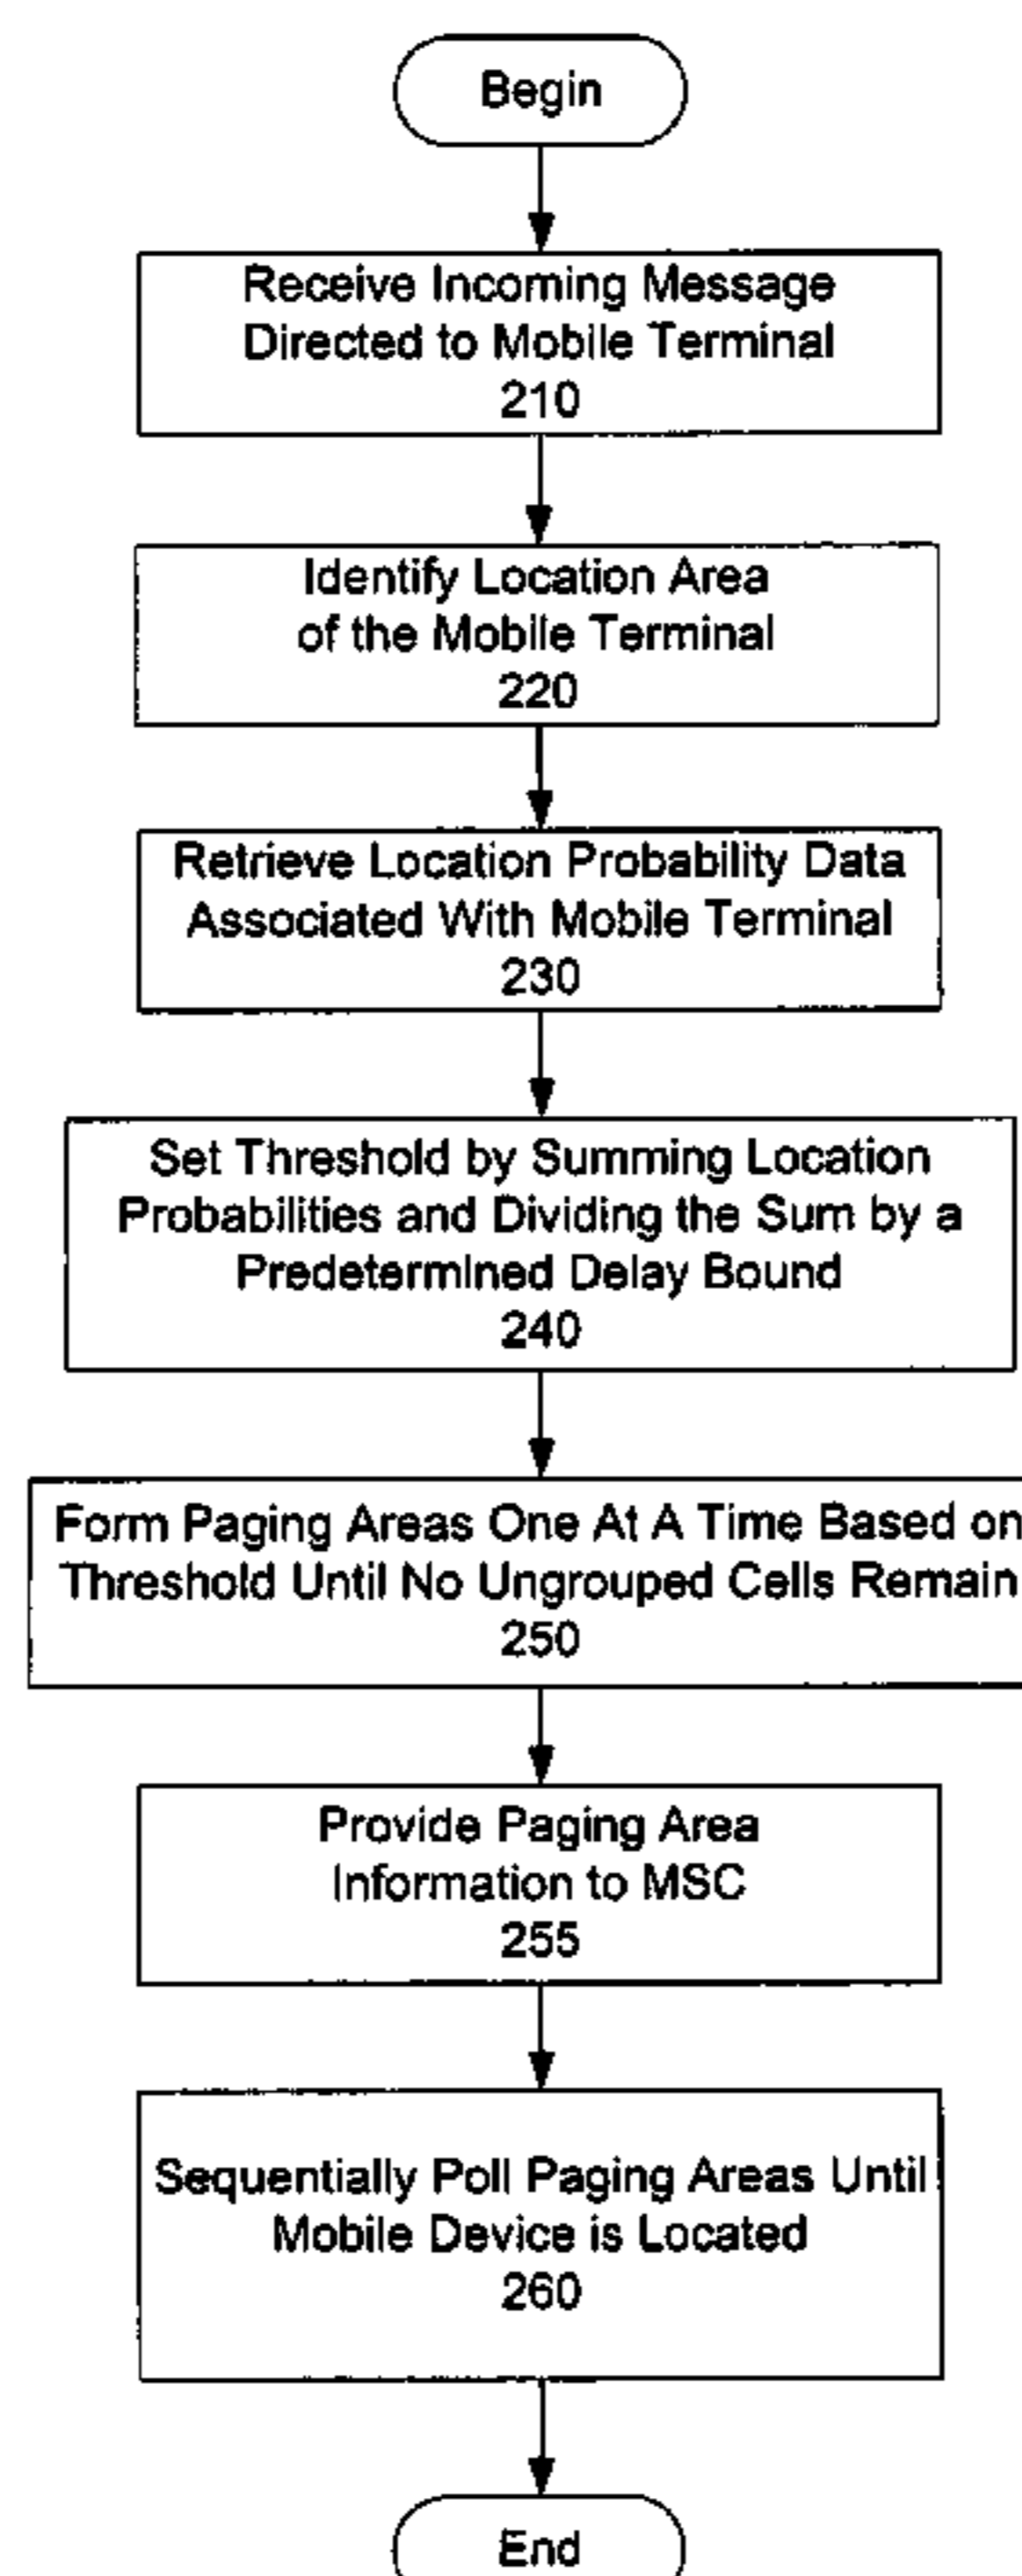 Begin
Receive Incoming Message
Directed to Mobile Terminal
210
Identify Location Area
of the Mobile Terminal
220
Retrieve Location Probability Data
Associated With Mobile Terminal
230
Set Threshold by Summing Location
Probabilities and Dividing the Sum by a
Predetermined Delay Bound
240
Form Paging Areas One At A Time Based on
Threshold Until No Ungrouped Cells Remain
250
Provide Paging Area
Information to MSC
255
Sequentially Poll Paging Areas Until
Mobile Device is Located
260
End